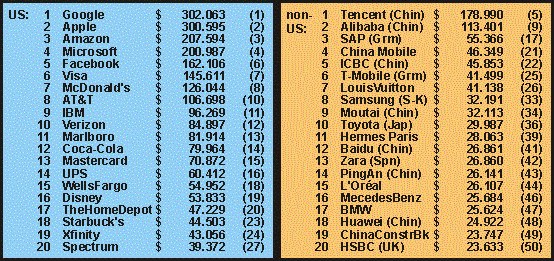 US: 1 Google $ 302.063 (1)
2 Apple $ 300.595 (2)
3 Amazon $ 207.594 (3)
4 Microsoft $ 200.987 (4)
5 Facebook $ 162.106 (6)
6 Visa $ 145.611 (7)
7 McDonald's $ 126.044 (8)
8 AT&T $ 106.698 (10)
9 IBM $ 96.269 (11)
10 Verizon $ 84.897 (12)
11 Marlboro $ 81.914 (13)
12 Coca-Cola $ 79.964 (14)
13 Mastercard $ 70.872 (15)
14 UPS $ 60.412 (16)
15 WellsFargo $ 54.952 (18)
16 Disney $ 53.833 (19)
17 TheHomeDepot $ 47.229 (20)
18 Starbuck's $ 44.503 (23)
19 Xfinity $ 43.056 (24)
20 Spectrum $ 39.372 (27)
non-US: 1 Tencent (Chin) $ 178.990 (5)
2 Alibaba (Chin) $ 113.401 (9)
3 SAP (Grm) $ 55.366 (17)
4 China Mobile $ 46.349 (21)
5 ICBC (Chin) $ 45.853 (22)
6 T-Mobile (Grm) $ 41.499 (25)
7 LouisVuitton $ 41.138 (26)
8 Samsung (S-K) $ 32.191 (33)
9 Moutai (Chin) $ 32.113 (34)
10 Toyota (Jap) $ 29.987 (36)
11 Hermes Paris $ 28.063 (39)
12 Baidu (Chin) $ 26.861 (41)
13 Zara (Spn) $ 26.860 (42)
14 PingAn (Chin) $ 26.141 (43)
15 L'Oréal $ 26.107 (44)
16 MecedesBenz $ 25.684 (46)
17 BMW $ 25.624 (47)
18 Huawei (Chin) $ 24.922 (48)
19 ChinaConstrBk $ 23.747 (49)
20 HSBC (UK) $ 23.633 (50)